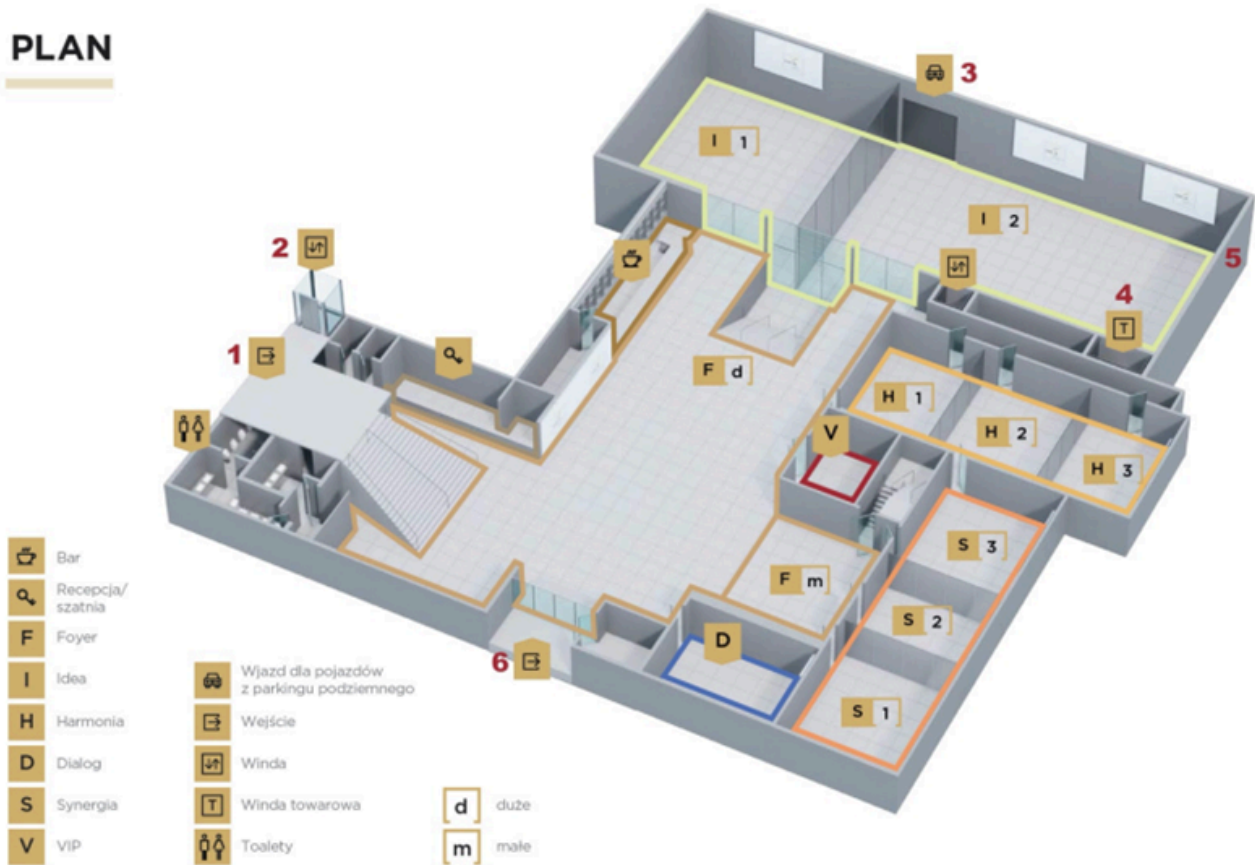 PLAN
3
I 1
I 2
2
5
4
T
1
F d
H 1
V
H 2
H 3
S 3
F m
S 2
D
6
S 1
Bar
Recepcja/
szatnia
F Foyer
I Idea
H Harmonia
D Dialog
S Synergia
V VIP
Wjazd dla pojazdów
z parkingu podziemnego
Wejście
Winda
T Winda towarowa
Toalety
d duże
m małe